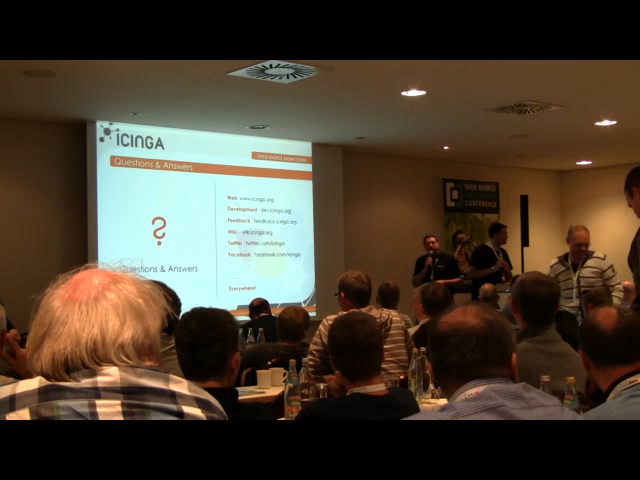 iCINGA
Questions & Answers
OPEN SOURCE MONITORING
Web www.icinga.org
Development dev.icinga.org
Feedback feedback.icinga.org
Wiki wiki.icinga.org
Twitter twitter.com/icinga
Facebook facebook.com/icinga
?
Questions & Answers
Everywhere!
OPEN SOURCE
CONFERENCE